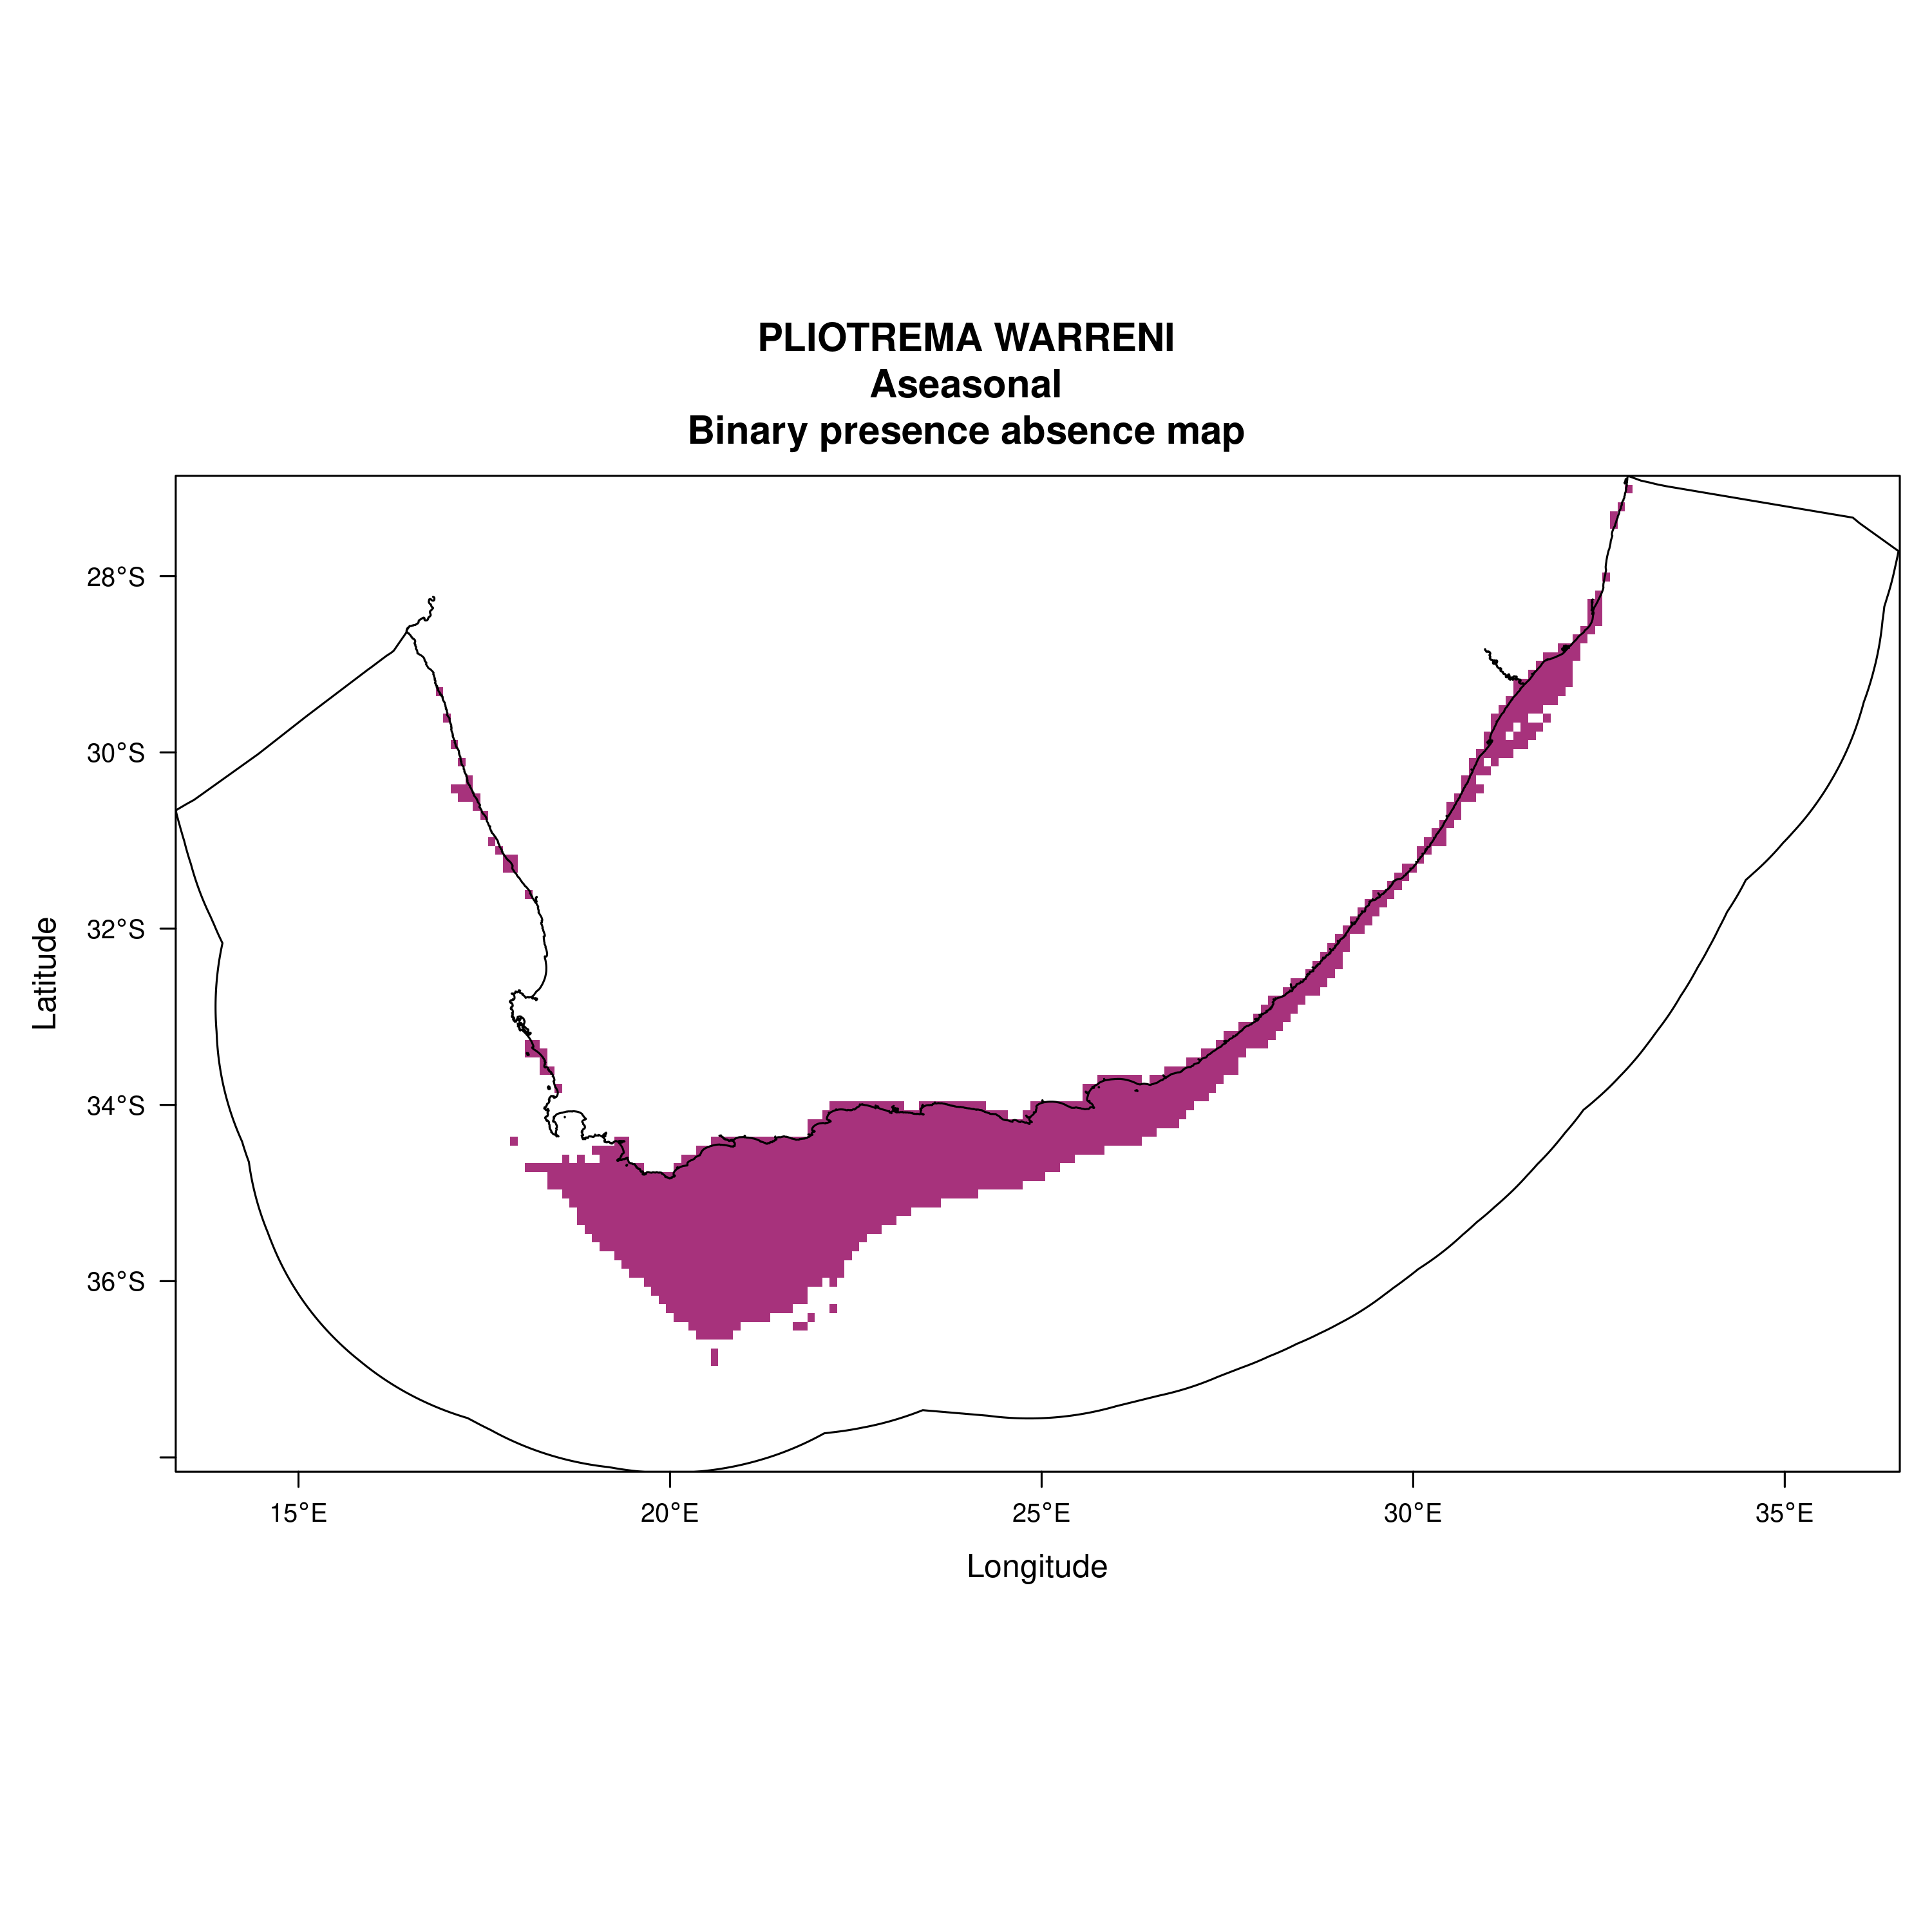 PLIOTREMA WARRENI
Aseasonal
Binary presence absence map
28°S
30°S
32°S
34°S
36°S
Latitude
15°E
20°E
25°E
30°E
35°E
Longitude